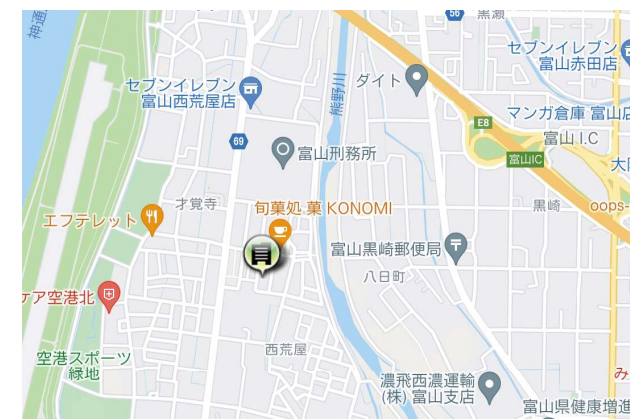 56
黒瀬
セブンイレブン
富山赤田店
神通川
セブンイレブン
富山西荒屋店
熊野川
ダイト
マンガ倉庫 富山店
E8
富山 I.C
富山IC
69
富山刑務所
才覚寺
旬菓処 菓 KONOMI
黒崎
oops-
エフテレット
富山黒崎郵便局
八日町
ケア空港北
西荒屋
空港スポーツ
緑地
濃飛西濃運輸
(株) 富山支店
み
富山県健康増進